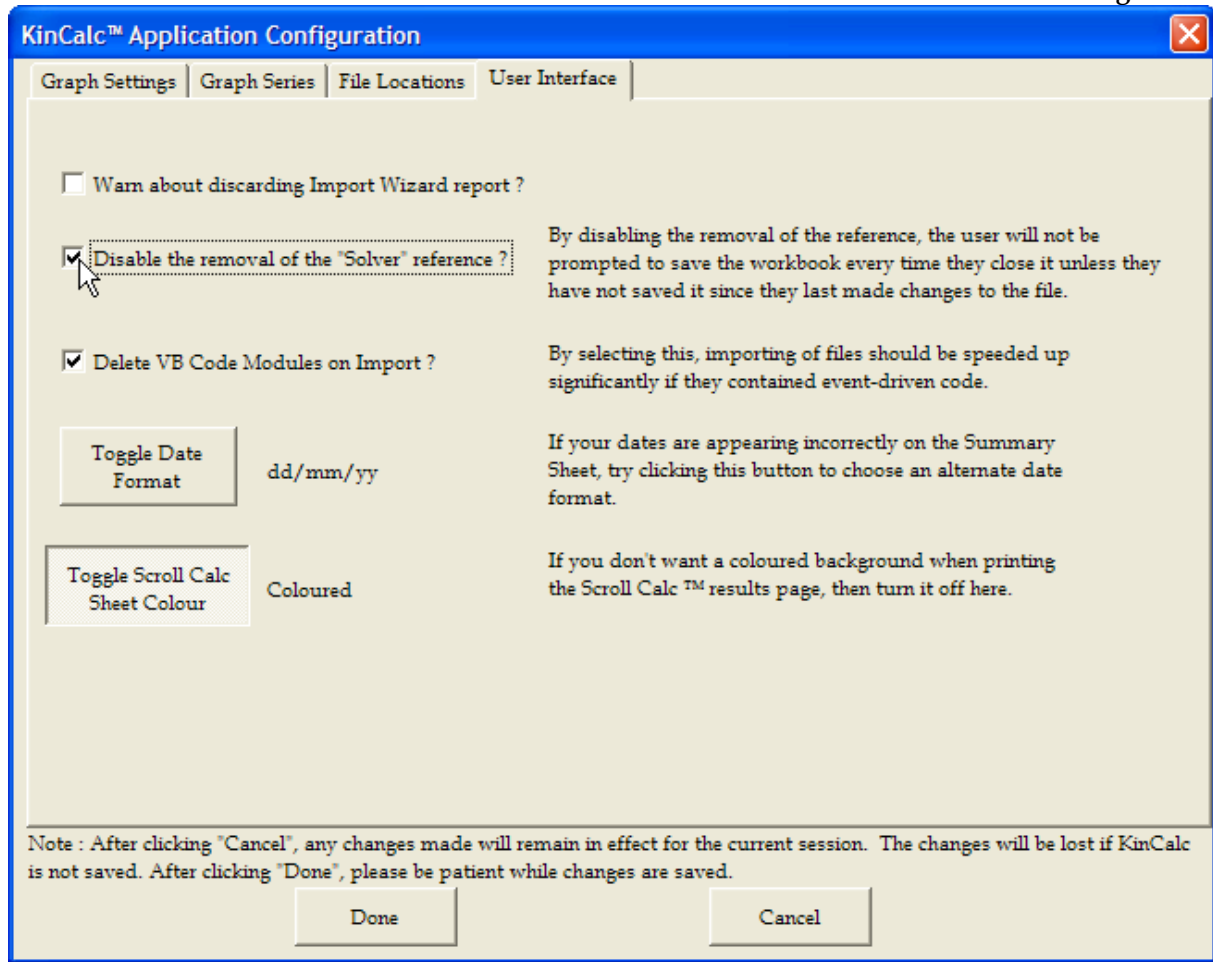 KinCalc™ Application Configuration
Graph Settings Graph Series File Locations User Interface
Warn about discarding Import Wizard report ?
Disable the removal of the "Solver" reference ?
By disabling the removal of the reference, the user will not be
prompted to save the workbook every time they close it unless they
have not saved it since they last made changes to the file.
Delete VB Code Modules on Import ?
By selecting this, importing of files should be speeded up
significantly if they contained event-driven code.
Toggle Date
Format
dd/mm/yy
If your dates are appearing incorrectly on the Summary
Sheet, try clicking this button to choose an alternate date
format.
Toggle Scroll Calc
Sheet Colour
Coloured
If you don't want a coloured background when printing
the Scroll Calc ™ results page, then turn it off here.
Note : After clicking "Cancel", any changes made will remain in effect for the current session. The changes will be lost if KinCalc
is not saved. After clicking "Done", please be patient while changes are saved.
Done
Cancel